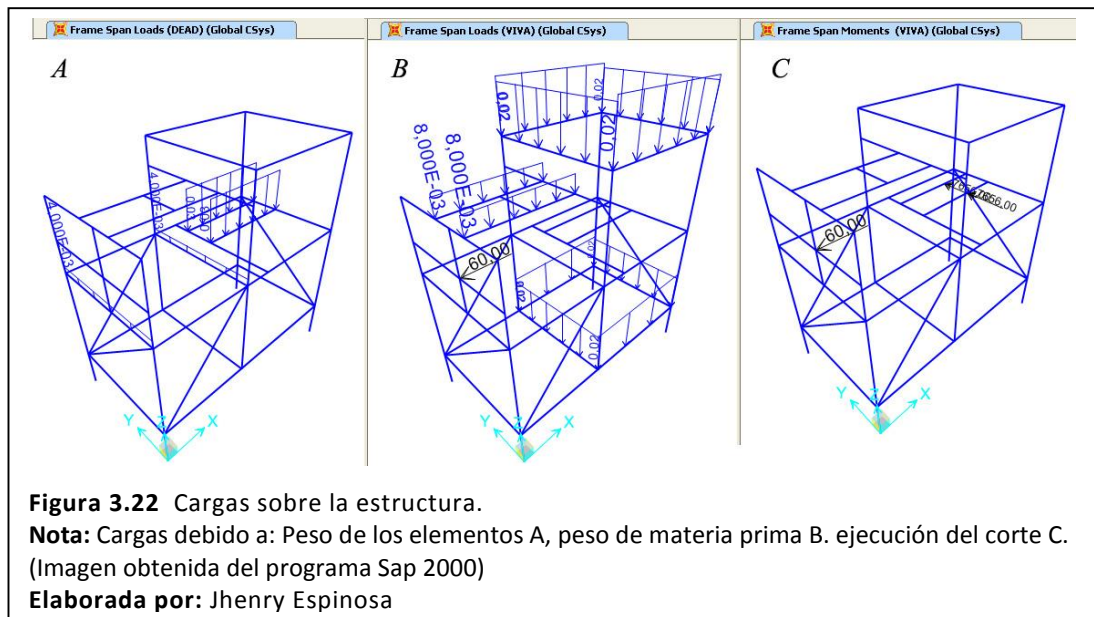 Frame Span Loads (DEAD) (Global CSys)
Frame Span Loads (VIVA) (Global CSys)
Frame Span Moments (VIVA) (Global CSys)
A
B
C
4,000E-03
4,000E-03
0,02
0,02
0,02
8,000E-03
8,000E-03
60,00
0,02
0,02
0,02
60,00
Y Z X
Y Z X
Y Z X
Figura 3.22 Cargas sobre la estructura.
Nota: Cargas debido a: Peso de los elementos A, peso de materia prima B. ejecución del corte C.
(Imagen obtenida del programa Sap 2000)
Elaborada por: Jhenry Espinosa